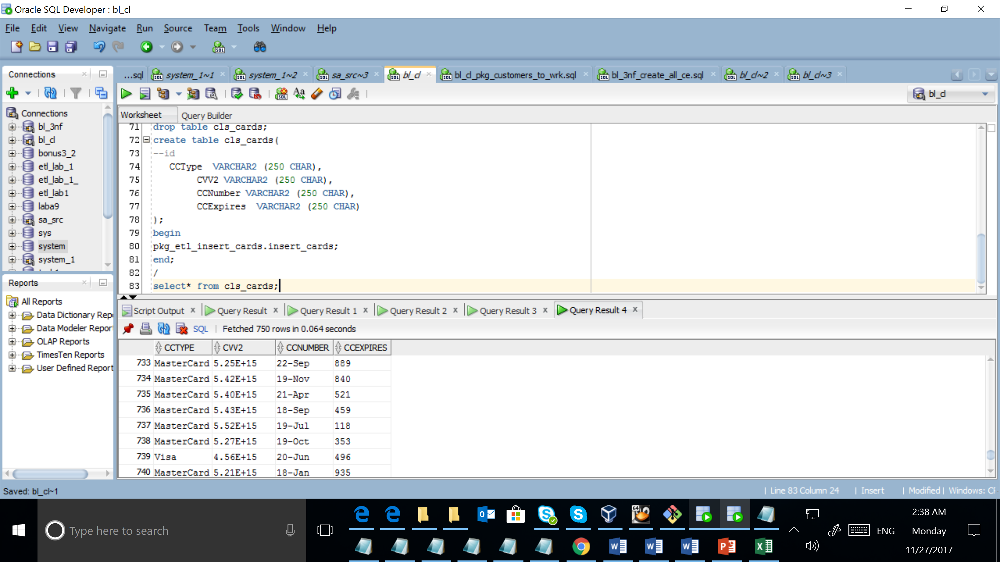 Oracle SQL Developer : bl_cl
File Edit View Navigate Run Source Team Tools Window Help
Connections
...sql system_1~1 system_1~2 sa_src~3 bl_cl bl_cl_pkg_customers_to_wrk.sql bl_3nf_create_all_ce.sql bl_cl~2 bl_cl~3
bl_cl
Connections
bl_3nf
bl_cl
bonus3_2
etl_lab_1
etl_lab_1_
etl_lab1
laba9
sa_src
sys
system
system_1
Worksheet Query Builder
71 drop table cls_cards;
72 create table cls_cards(
73 --id
74 CCType VARCHAR2 (250 CHAR),
75 CVV2 VARCHAR2 (250 CHAR),
76 CCNumber VARCHAR2 (250 CHAR),
77 CCExpires VARCHAR2 (250 CHAR)
78 );
79 begin
80 pkg_etl_insert_cards.insert_cards;
81 end;
82 /
83 select* from cls_cards;
Reports
All Reports
Data Dictionary Repo
Data Modeler Report
OLAP Reports
TimesTen Reports
User Defined Report
Script Output x Query Result x Query Result 1 x Query Result 2 x Query Result 3 x Query Result 4 x
SQL | Fetched 750 rows in 0.064 seconds
CCTYPE CVV2 CCNUMBER CCEXPIRES
733 MasterCard 5.25E+15 22-Sep 889
734 MasterCard 5.42E+15 19-Nov 840
735 MasterCard 5.40E+15 21-Apr 521
736 MasterCard 5.43E+15 18-Sep 459
737 MasterCard 5.52E+15 19-Jul 118
738 MasterCard 5.27E+15 19-Oct 353
739 Visa 4.56E+15 20-Jun 496
740 MasterCard 5.21E+15 18-Jan 935
Saved: bl_cl~1
| Line 83 Column 24 | Insert | Modified | Windows: CF
Type here to search
ENG
2:38 AM
Monday
11/27/2017